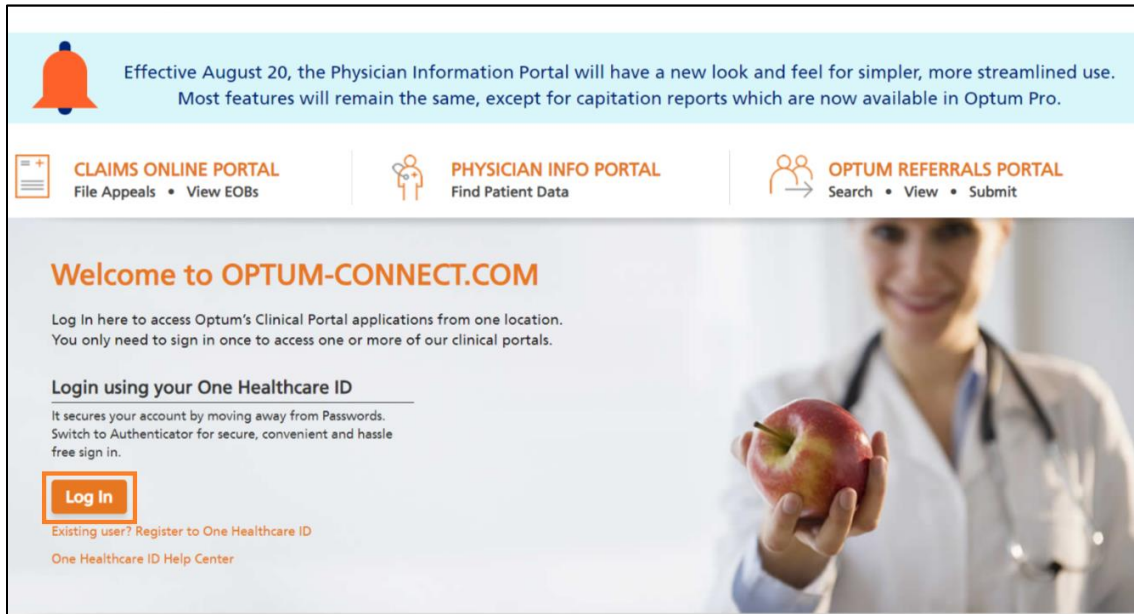 Effective August 20, the Physician Information Portal will have a new look and feel for simpler, more streamlined use.
Most features will remain the same, except for capitation reports which are now available in Optum Pro.
CLAIMS ONLINE PORTAL
File Appeals • View EOBs
PHYSICIAN INFO PORTAL
Find Patient Data
OPTUM REFERRALS PORTAL
Search • View • Submit
Welcome to OPTUM-CONNECT.COM
Log In here to access Optum's Clinical Portal applications from one location.
You only need to sign in once to access one or more of our clinical portals.
Login using your One Healthcare ID
It secures your account by moving away from Passwords.
Switch to Authenticator for secure, convenient and hassle
free sign in.
Log In
Existing user? Register to One Healthcare ID
One Healthcare ID Help Center